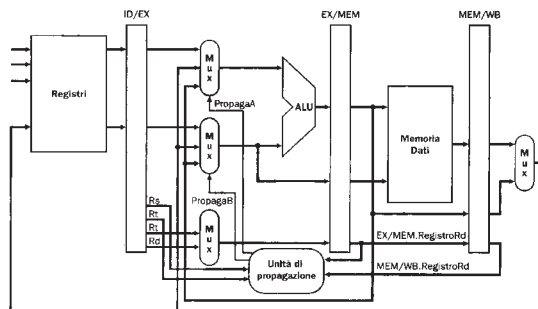 ID/EX
EX/MEM
MEM/WB
Registri
M
u
x
PropagaA
ALU
M
u
x
Memoria
Dati
M
u
x
PropagaB
Rs
Rt
Rt
Rd
M
u
x
EX/MEM.RegistroRd
Unità di
propagazione
MEM/WB.RegistroRd